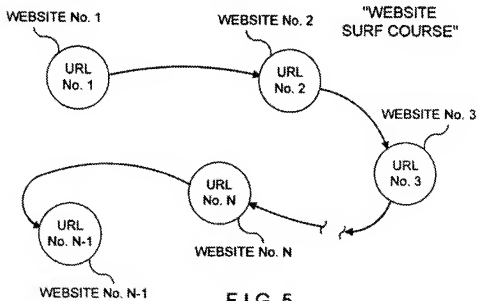 WEBSITE No. 1
WEBSITE No. 2
"WEBSITE
SURF COURSE"
URL
No. 1
URL
No. 2
WEBSITE No. 3
URL
No. 3
URL
No. N
URL
No. N-1
WEBSITE No. N
WEBSITE No. N-1
FIG. 5